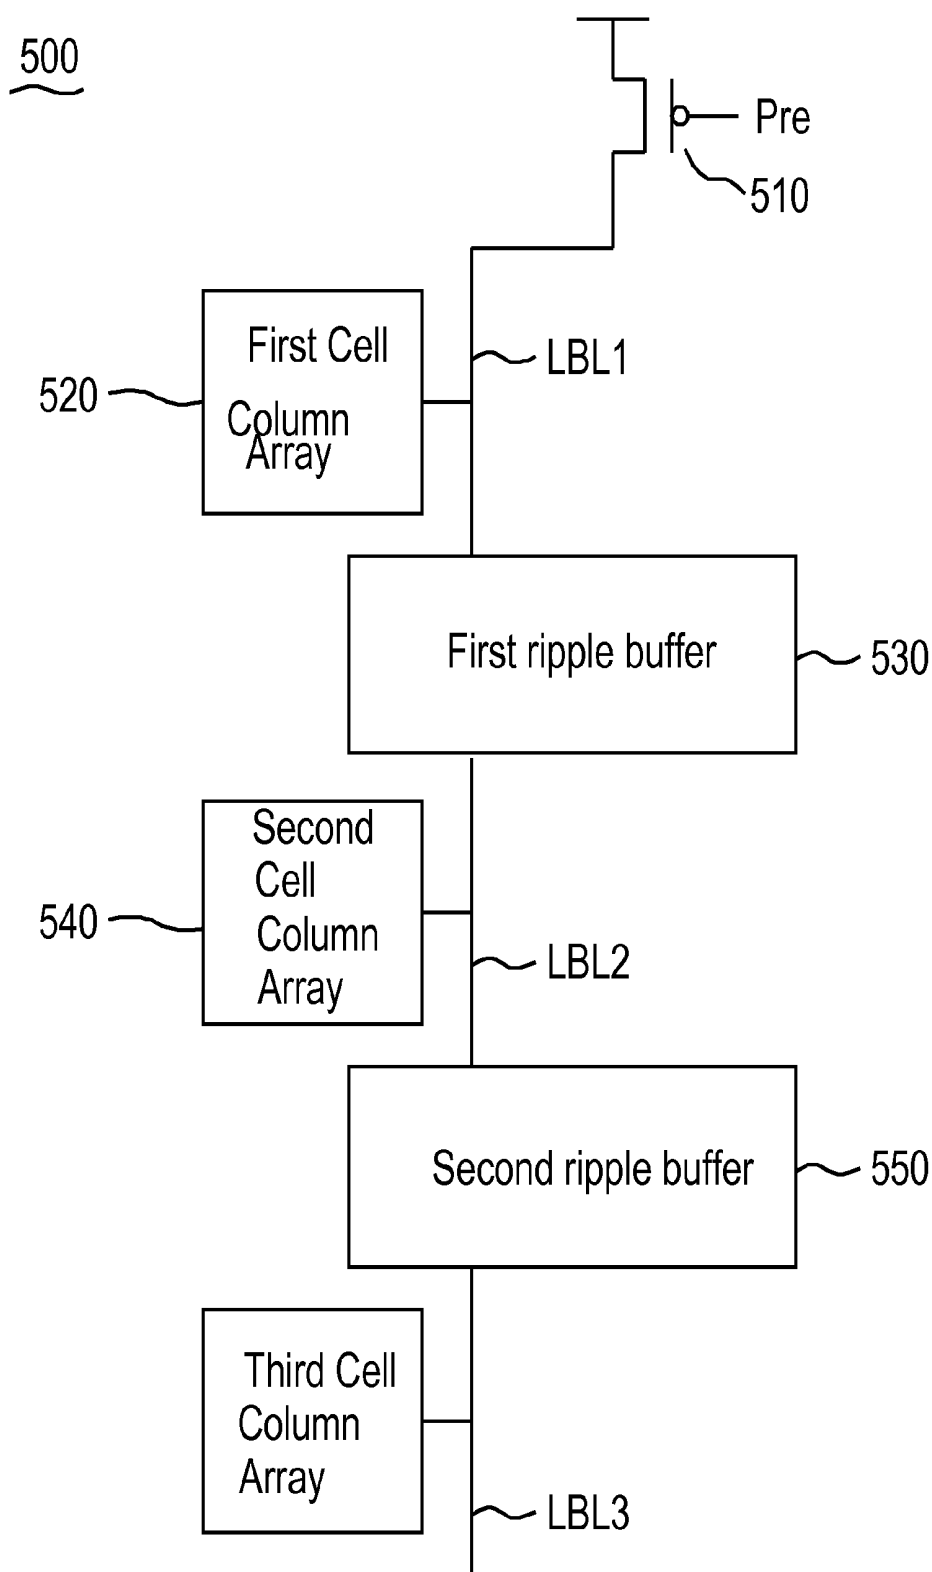 500
Pre
510
First Cell
Column
Array
520
LBL1
First ripple buffer
530
Second
Cell
Column
Array
540
LBL2
Second ripple buffer
550
Third Cell
Column
Array
LBL3